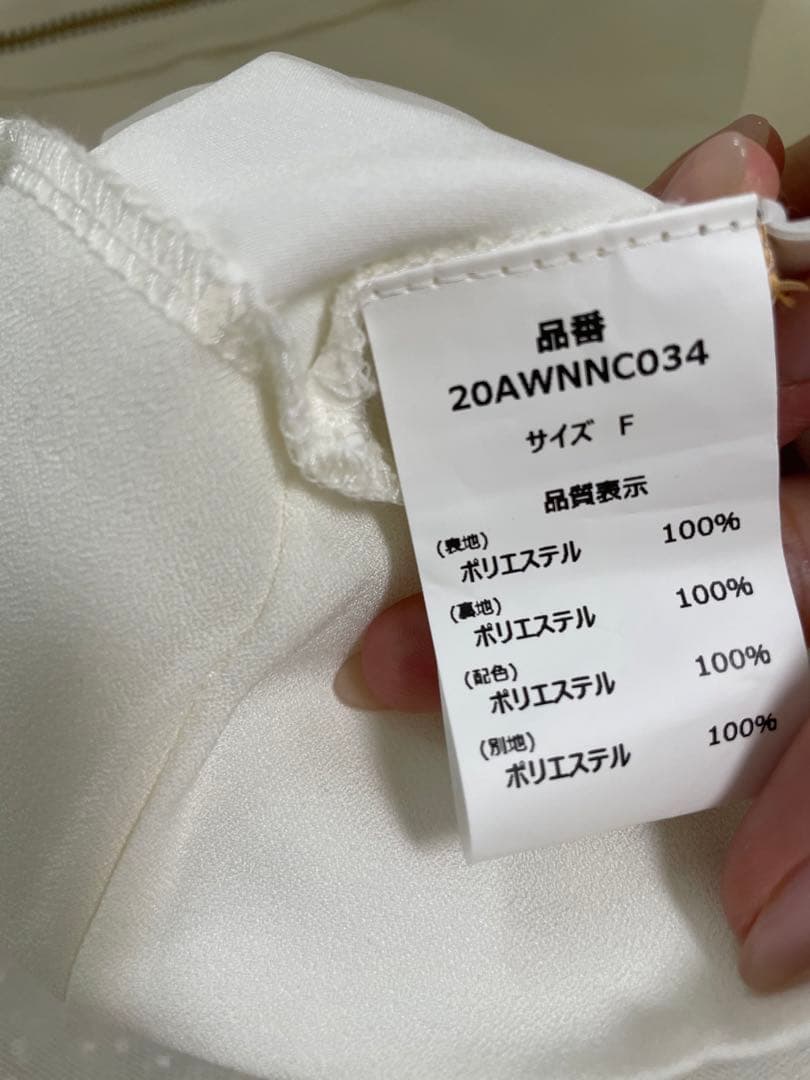 品番
20AWNNC034
サイズ F
品質表示
(表地)
ポリエステル 100%
(裏地)
ポリエステル 100%
(配色)
ポリエステル 100%
(別地)
ポリエステル 100%